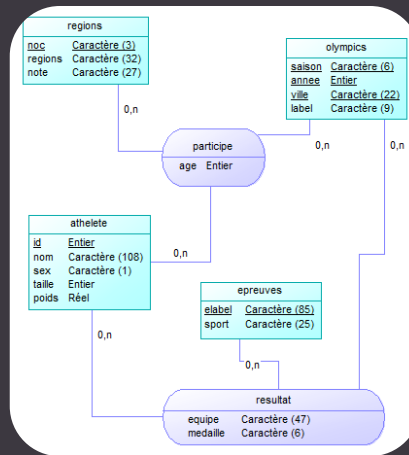 regions
noc Caractère (3)
regions Caractère (32)
note Caractère (27)
0,n
olympics
saison Caractère (6)
annee Entier
ville Caractère (22)
label Caractère (9)
0,n
0,n
participe
age Entier
0,n
athelete
id Entier
nom Caractère (108)
sex Caractère (1)
taille Entier
poids Réel
0,n
epreuves
elabel Caractère (85)
sport Caractère (25)
0,n
resultat
equipe Caractère (47)
medaille Caractère (6)